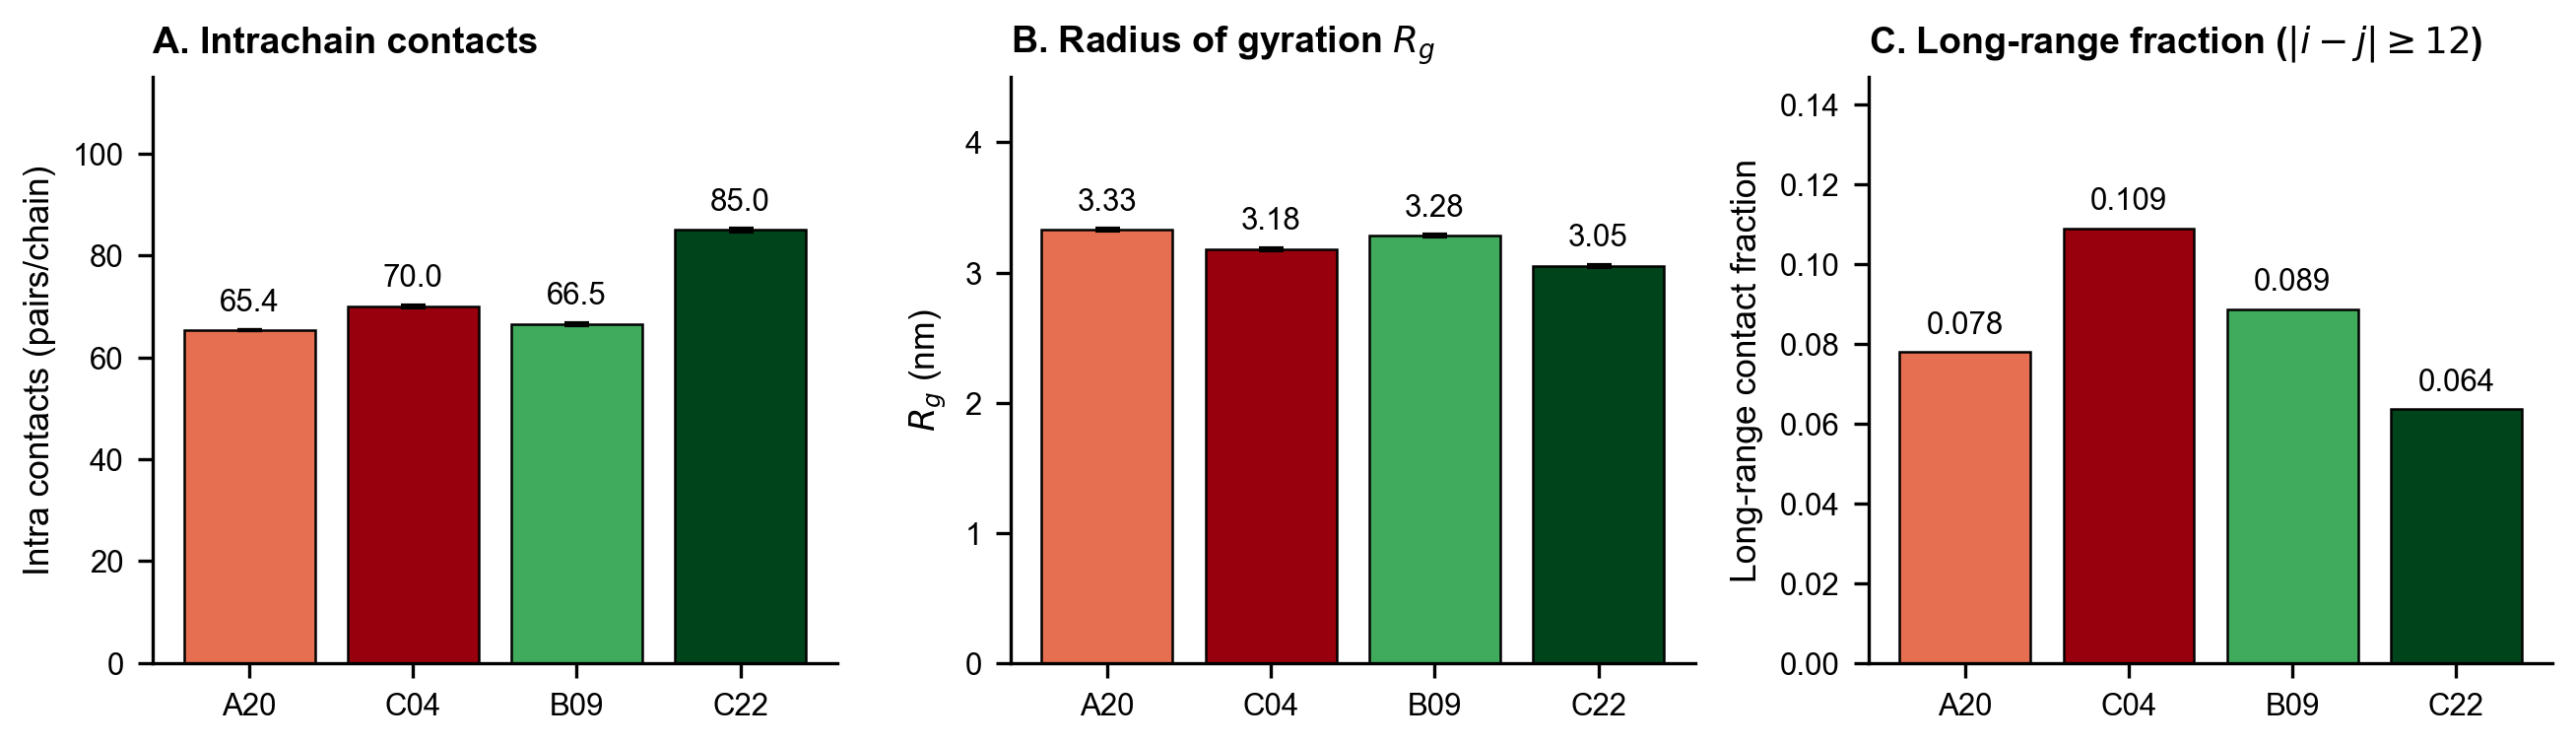 A. Intrachain contacts
Intra contacts (pairs/chain)
100
80
60
40
20
0
65.4
70.0
66.5
85.0
A20
C04
B09
C22
B. Radius of gyration R_g
R_g (nm)
4
3
2
1
0
3.33
3.18
3.28
3.05
A20
C04
B09
C22
C. Long-range fraction (|i − j| ≥ 12)
Long-range contact fraction
0.14
0.12
0.10
0.08
0.06
0.04
0.02
0.00
0.078
0.109
0.089
0.064
A20
C04
B09
C22